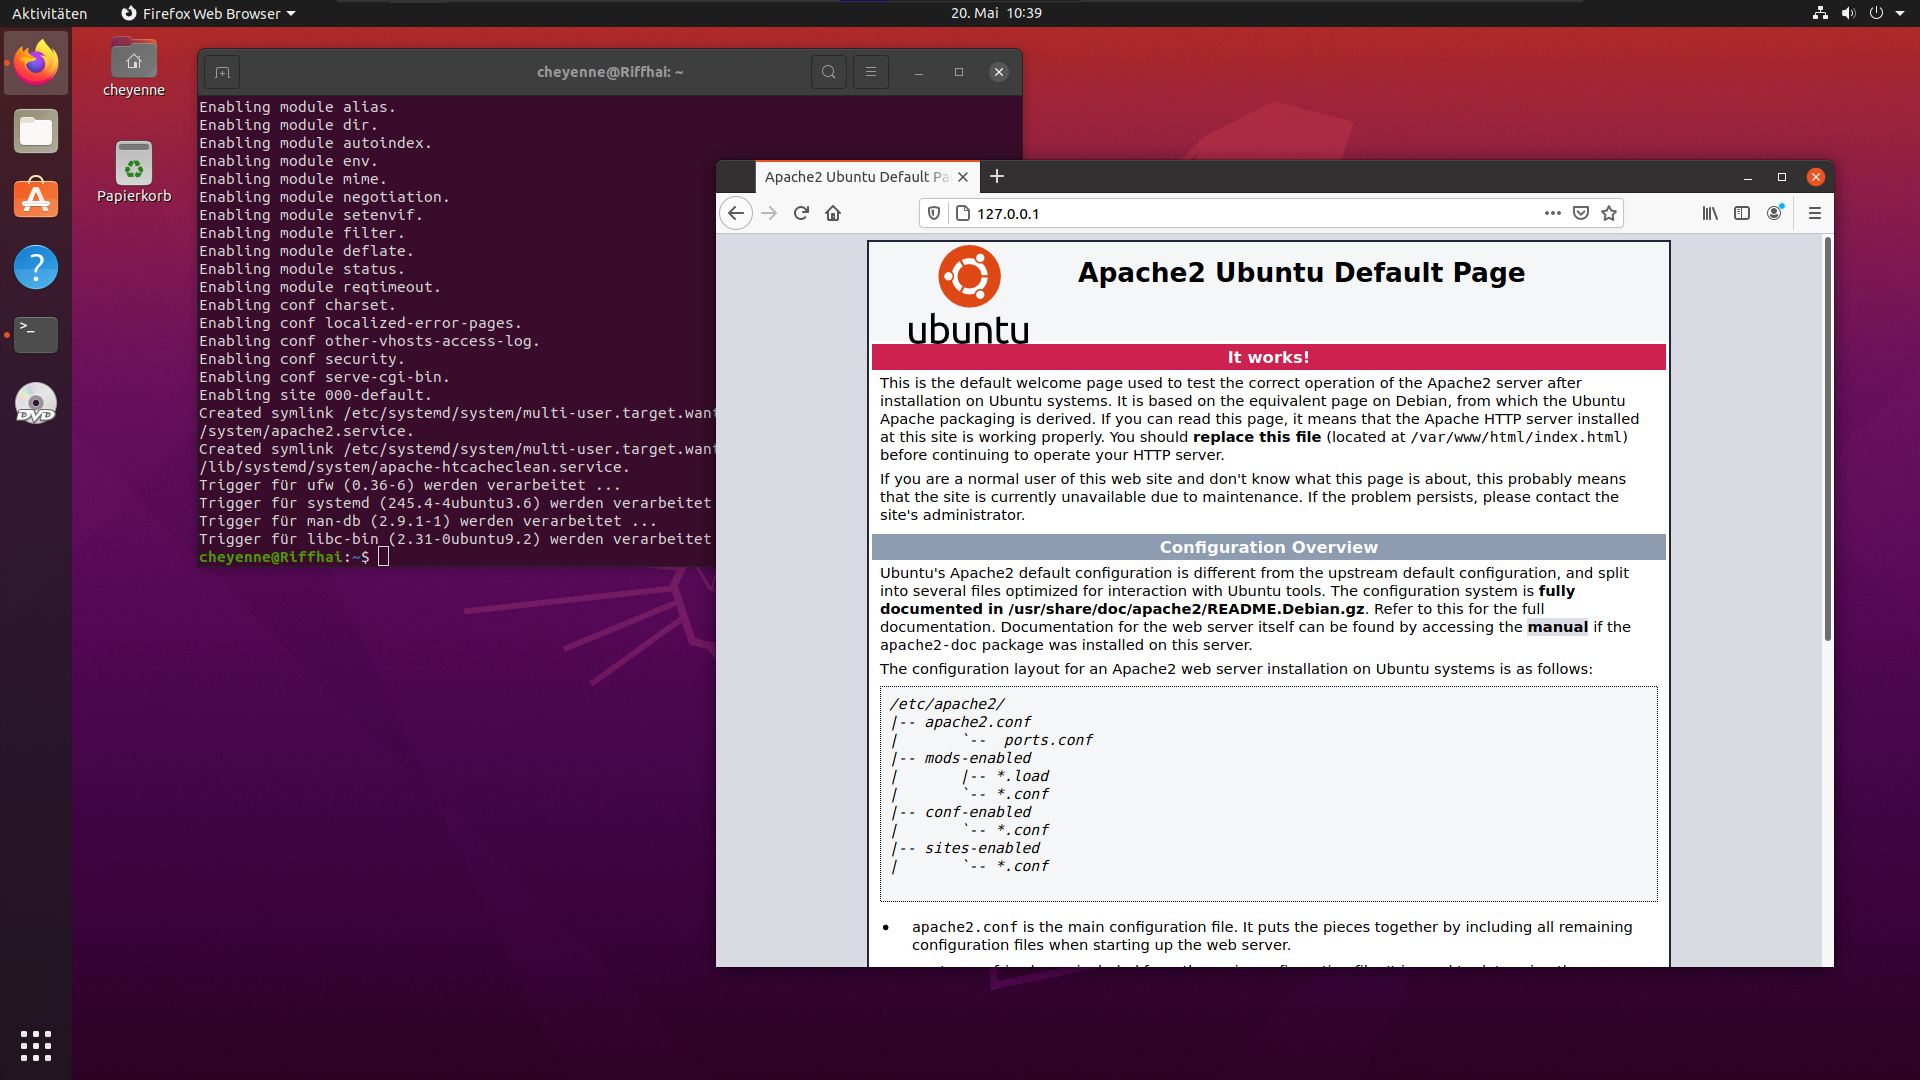 Aktivitäten
Firefox Web Browser
20. Mai 10:39
cheyenne
Papierkorb
cheyenne@Riffhai: ~
Enabling module alias.
Enabling module dir.
Enabling module autoindex.
Enabling module env.
Enabling module mime.
Enabling module negotiation.
Enabling module setenvif.
Enabling module filter.
Enabling module deflate.
Enabling module status.
Enabling module reqtimeout.
Enabling conf charset.
Enabling conf localized-error-pages.
Enabling conf other-vhosts-access-log.
Enabling conf security.
Enabling conf serve-cgi-bin.
Enabling site 000-default.
Created symlink /etc/systemd/system/multi-user.target.want
/system/apache2.service.
Created symlink /etc/systemd/system/multi-user.target.want
/lib/systemd/system/apache-htcacheclean.service.
Trigger für ufw (0.36-6) werden verarbeitet ...
Trigger für systemd (245.4-4ubuntu3.6) werden verarbeitet
Trigger für man-db (2.9.1-1) werden verarbeitet ...
Trigger für libc-bin (2.31-0ubuntu9.2) werden verarbeitet
cheyenne@Riffhai:~$
>_
DVD
Apache2 Ubuntu Default Pa
127.0.0.1
ubuntu
Apache2 Ubuntu Default Page
It works!
This is the default welcome page used to test the correct operation of the Apache2 server after
installation on Ubuntu systems. It is based on the equivalent page on Debian, from which the Ubuntu
Apache packaging is derived. If you can read this page, it means that the Apache HTTP server installed
at this site is working properly. You should replace this file (located at /var/www/html/index.html)
before continuing to operate your HTTP server.
If you are a normal user of this web site and don't know what this page is about, this probably means
that the site is currently unavailable due to maintenance. If the problem persists, please contact the
site's administrator.
Configuration Overview
Ubuntu's Apache2 default configuration is different from the upstream default configuration, and split
into several files optimized for interaction with Ubuntu tools. The configuration system is fully
documented in /usr/share/doc/apache2/README.Debian.gz. Refer to this for the full
documentation. Documentation for the web server itself can be found by accessing the manual if the
apache2-doc package was installed on this server.
The configuration layout for an Apache2 web server installation on Ubuntu systems is as follows:
/etc/apache2/
|-- apache2.conf
|       `--  ports.conf
|-- mods-enabled
|       |-- *.load
|       `-- *.conf
|-- conf-enabled
|       `-- *.conf
|-- sites-enabled
|       `-- *.conf
• apache2.conf is the main configuration file. It puts the pieces together by including all remaining
configuration files when starting up the web server.